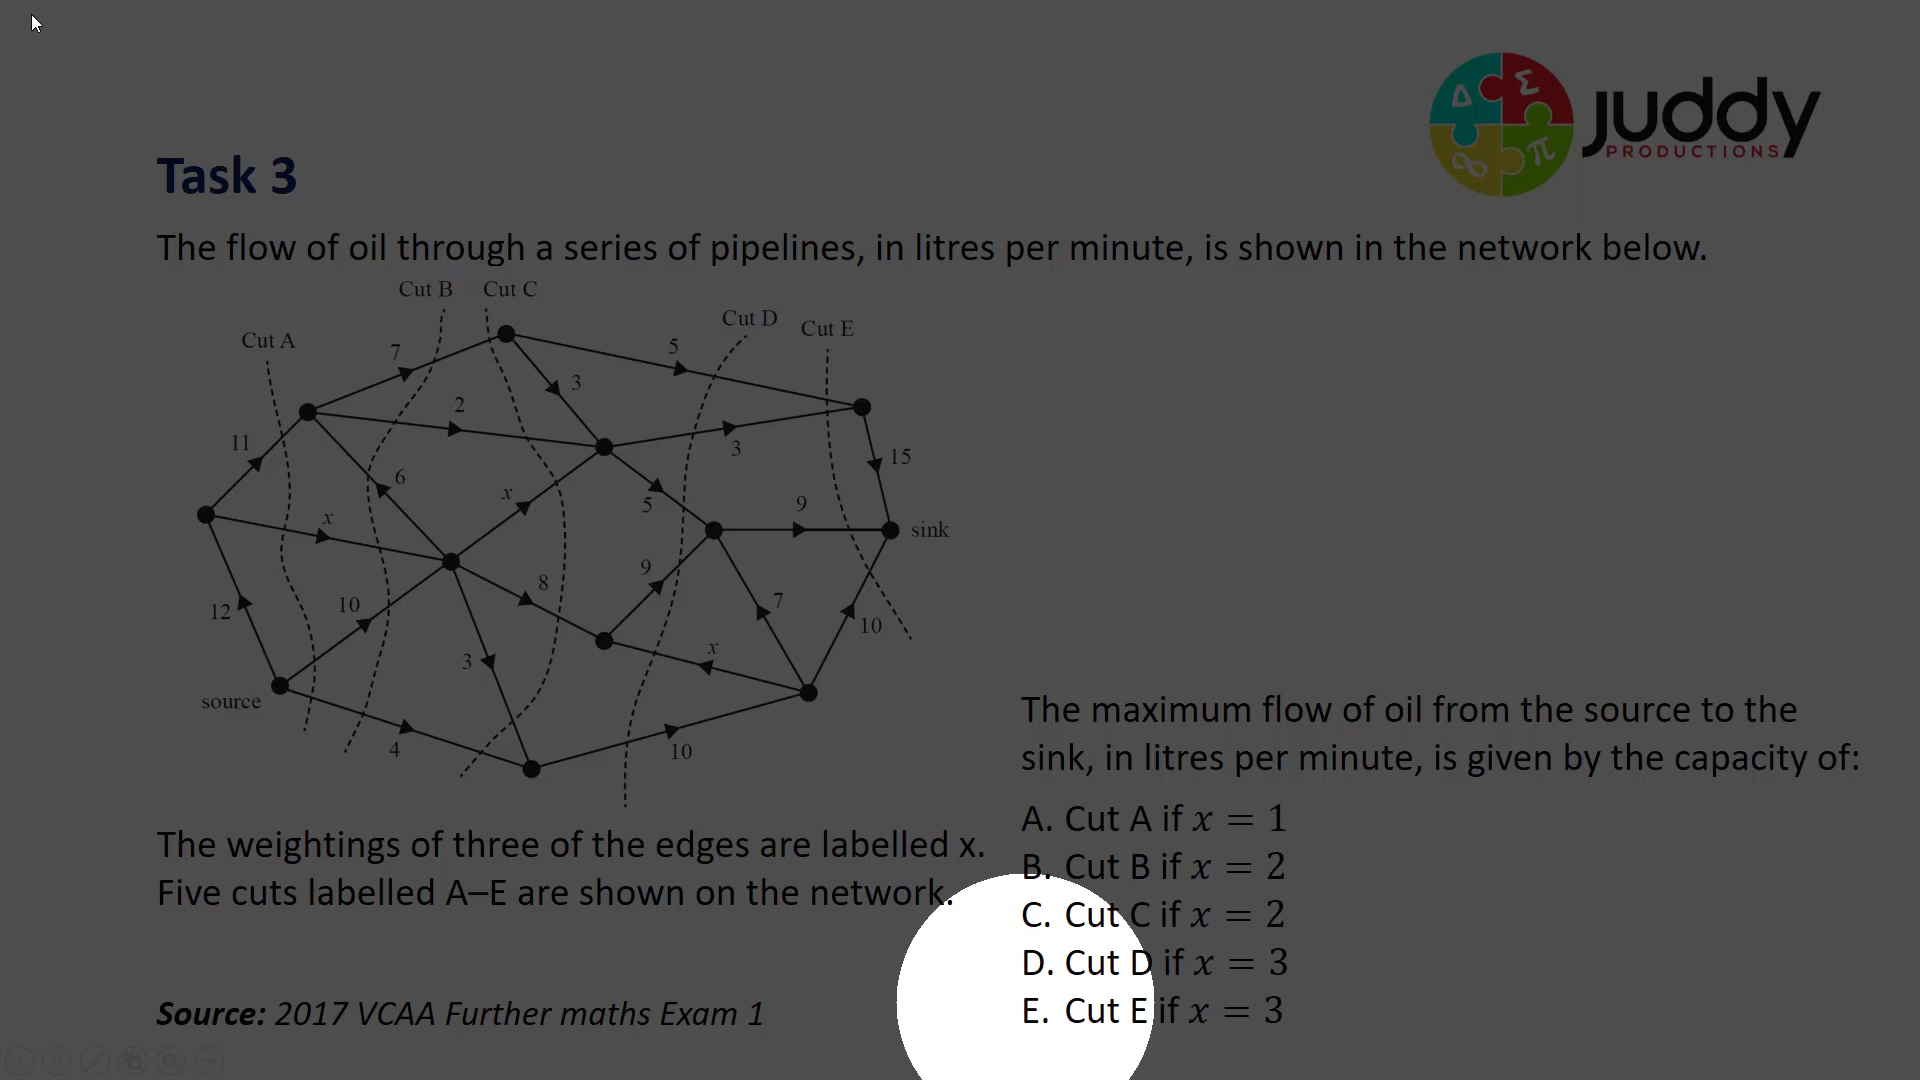 juddy
PRODUCTIONS
Δ Σ
∞ π
Task 3
The flow of oil through a series of pipelines, in litres per minute, is shown in the network below.
Cut B Cut C
Cut D
Cut E
Cut A
7
5
3
2
11
3
15
6
x
5
9
sink
x
9
8
10
12
7
10
3
x
source
4
10
The weightings of three of the edges are labelled x.
Five cuts labelled A–E are shown on the network.
Source: 2017 VCAA Further maths Exam 1
The maximum flow of oil from the source to the
sink, in litres per minute, is given by the capacity of:
A. Cut A if x = 1
B. Cut B if x = 2
C. Cut C if x = 2
D. Cut D if x = 3
E. Cut E if x = 3